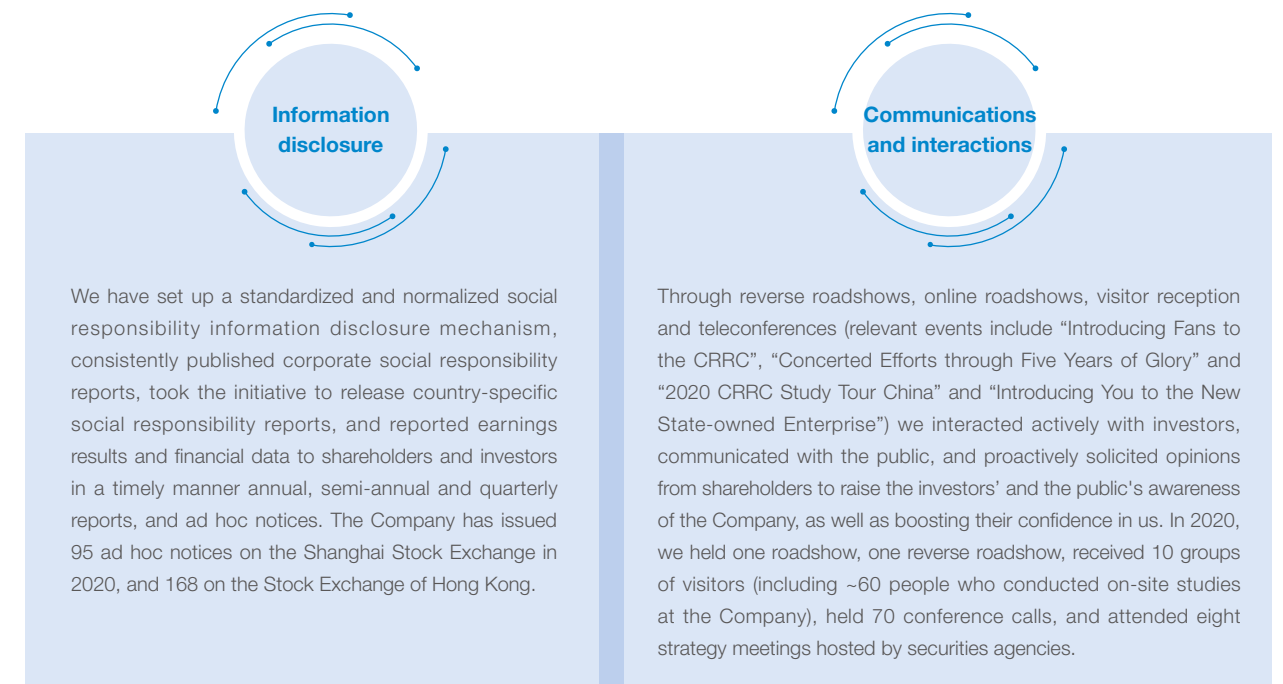 Information
disclosure
We have set up a standardized and normalized social
responsibility information disclosure mechanism,
consistently published corporate social responsibility
reports, took the initiative to release country-specific
social responsibility reports, and reported earnings
results and financial data to shareholders and investors
in a timely manner annual, semi-annual and quarterly
reports, and ad hoc notices. The Company has issued
95 ad hoc notices on the Shanghai Stock Exchange in
2020, and 168 on the Stock Exchange of Hong Kong.
Communications
and interactions
Through reverse roadshows, online roadshows, visitor reception
and teleconferences (relevant events include “Introducing Fans to
the CRRC”, “Concerted Efforts through Five Years of Glory” and
“2020 CRRC Study Tour China” and “Introducing You to the New
State-owned Enterprise”) we interacted actively with investors,
communicated with the public, and proactively solicited opinions
from shareholders to raise the investors’ and the public's awareness
of the Company, as well as boosting their confidence in us. In 2020,
we held one roadshow, one reverse roadshow, received 10 groups
of visitors (including ~60 people who conducted on-site studies
at the Company), held 70 conference calls, and attended eight
strategy meetings hosted by securities agencies.